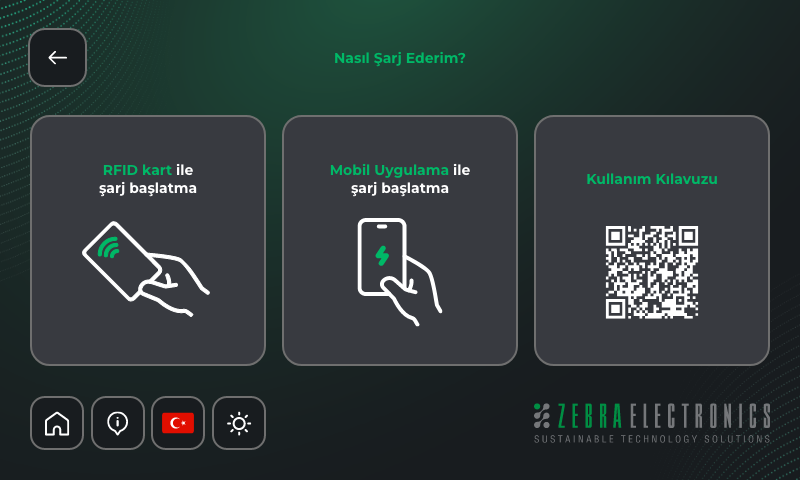 Nasıl Şarj Ederim?
RFID kart ile
şarj başlatma
Mobil Uygulama ile
şarj başlatma
Kullanım Kılavuzu
ZEBRA ELECTRONICS
SUSTAINABLE TECHNOLOGY SOLUTIONS